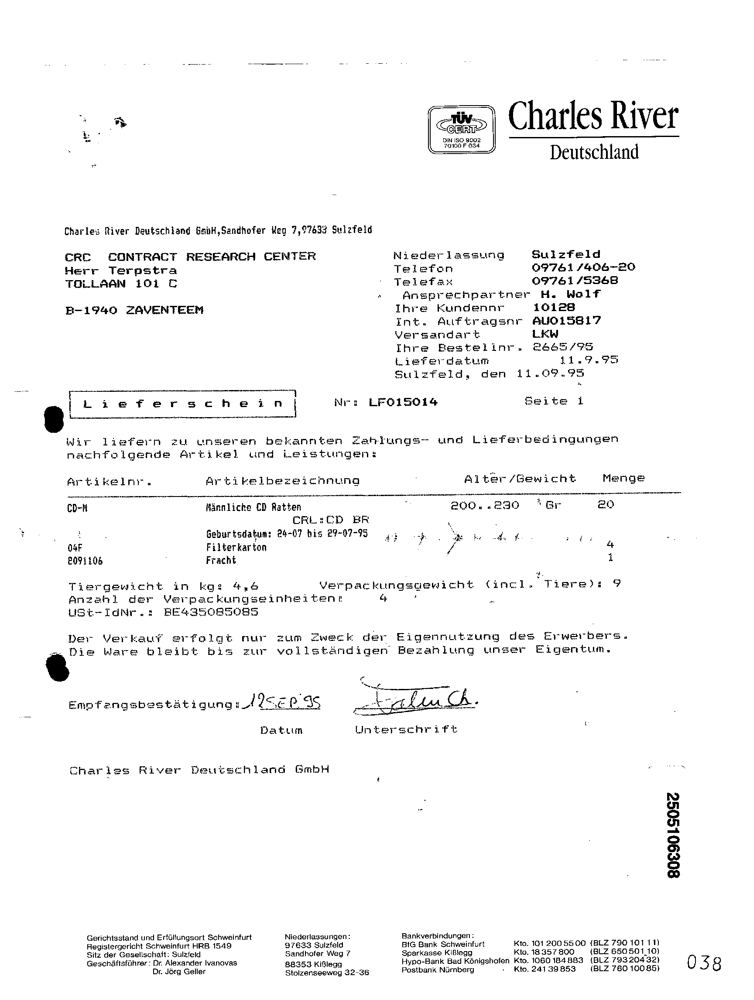 TÜV
CERT
DIN ISO 9002
70100 F 034
Charles River
Deutschland
Charles River Deutschland GmbH,Sandhofer Weg 7,97633 Sulzfeld
CRC CONTRACT RESEARCH CENTER
Herr Terpstra
TOLLAAN 101 C
B-1940 ZAVENTEEM
Niederlassung Sulzfeld
Telefon 09761/406-20
Telefax 09761/5368
Ansprechpartner H. Wolf
Ihre Kundennr 10128
Int. Auftragsnr AU015817
Versandart LKW
Ihre Bestellnr. 2665/95
Lieferdatum 11.9.95
Sulzfeld, den 11.09.95
Lieferschein Nr: LF015014 Seite 1
Wir liefern zu unseren bekannten Zahlungs- und Lieferbedingungen
nachfolgende Artikel und Leistungen:
Artikelnr. Artikelbezeichnung Alter/Gewicht Menge
CD-M Männliche CD Ratten 200..230 Gr 20
CRL:CD BR
Geburtsdatum: 24-07 bis 29-07-95
04F Filterkarton 4
2091106 Fracht 1
Tiergewicht in kg: 4,6 Verpackungsgewicht (incl. Tiere): 9
Anzahl der Verpackungseinheiten: 4
USt-IdNr.: BE435085085
Der Verkauf erfolgt nur zum Zweck der Eigennutzung des Erwerbers.
Die Ware bleibt bis zur vollständigen Bezahlung unser Eigentum.
Empfangsbestätigung: 12 SEP. 95
Datum Unterschrift
Charles River Deutschland GmbH
2505106308
Gerichtsstand und Erfüllungsort Schweinfurt
Registergericht Schweinfurt HRB 1549
Sitz der Gesellschaft: Sulzfeld
Geschäftsführer: Dr. Alexander Ivanovas
Dr. Jörg Geller
Niederlassungen:
97633 Sulzfeld
Sandhofer Weg 7
88353 Kißlegg
Stolzenseeweg 32-36
Bankverbindungen:
BfG Bank Schweinfurt Kto. 101 200 55 00 (BLZ 790 101 11)
Sparkasse Kißlegg Kto. 18 357 800 (BLZ 650 501 10)
Hypo-Bank Bad Königshofen Kto. 1060 184 883 (BLZ 793 204 32)
Postbank Nürnberg Kto. 241 39 853 (BLZ 760 100 85)
038